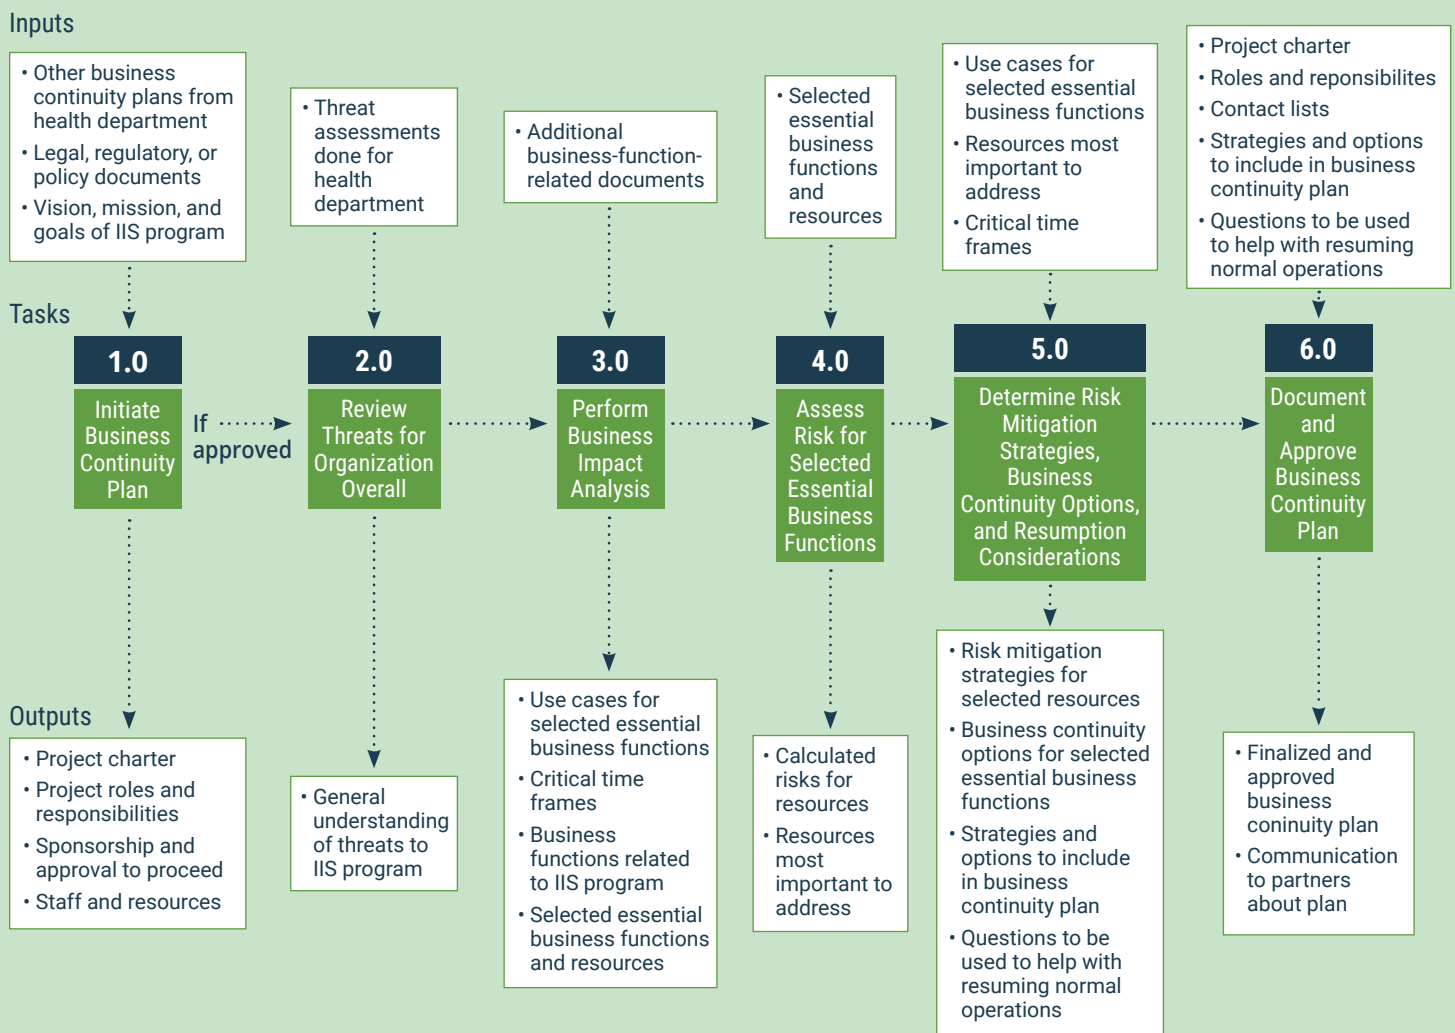 Inputs
• Other business
continuity plans from
health department
• Legal, regulatory, or
policy documents
• Vision, mission, and
goals of IIS program
• Threat
assessments
done for
health
department
• Additional
business-function-
related documents
• Selected
essential
business
functions
and
resources
• Use cases for
selected essential
business functions
• Resources most
important to
address
• Critical time
frames
• Project charter
• Roles and reponsibilites
• Contact lists
• Strategies and options
to include in business
continuity plan
• Questions to be used
to help with resuming
normal operations
Tasks
1.0
Initiate
Business
Continuity
Plan
If
approved
2.0
Review
Threats for
Organization
Overall
3.0
Perform
Business
Impact
Analysis
4.0
Assess
Risk for
Selected
Essential
Business
Functions
5.0
Determine Risk
Mitigation
Strategies,
Business
Continuity Options,
and Resumption
Considerations
6.0
Document
and
Approve
Business
Continuity
Plan
Outputs
• Project charter
• Project roles and
responsibilities
• Sponsorship and
approval to proceed
• Staff and resources
• General
understanding
of threats to
IIS program
• Use cases for
selected essential
business functions
• Critical time
frames
• Business
functions related
to IIS program
• Selected essential
business functions
and resources
• Calculated
risks for
resources
• Resources
most
important to
address
• Risk mitigation
strategies for
selected resources
• Business continuity
options for selected
essential business
functions
• Strategies and
options to include
in business
continuity plan
• Questions to be
used to help with
resuming normal
operations
• Finalized and
approved
business
coninuity plan
• Communication
to partners
about plan